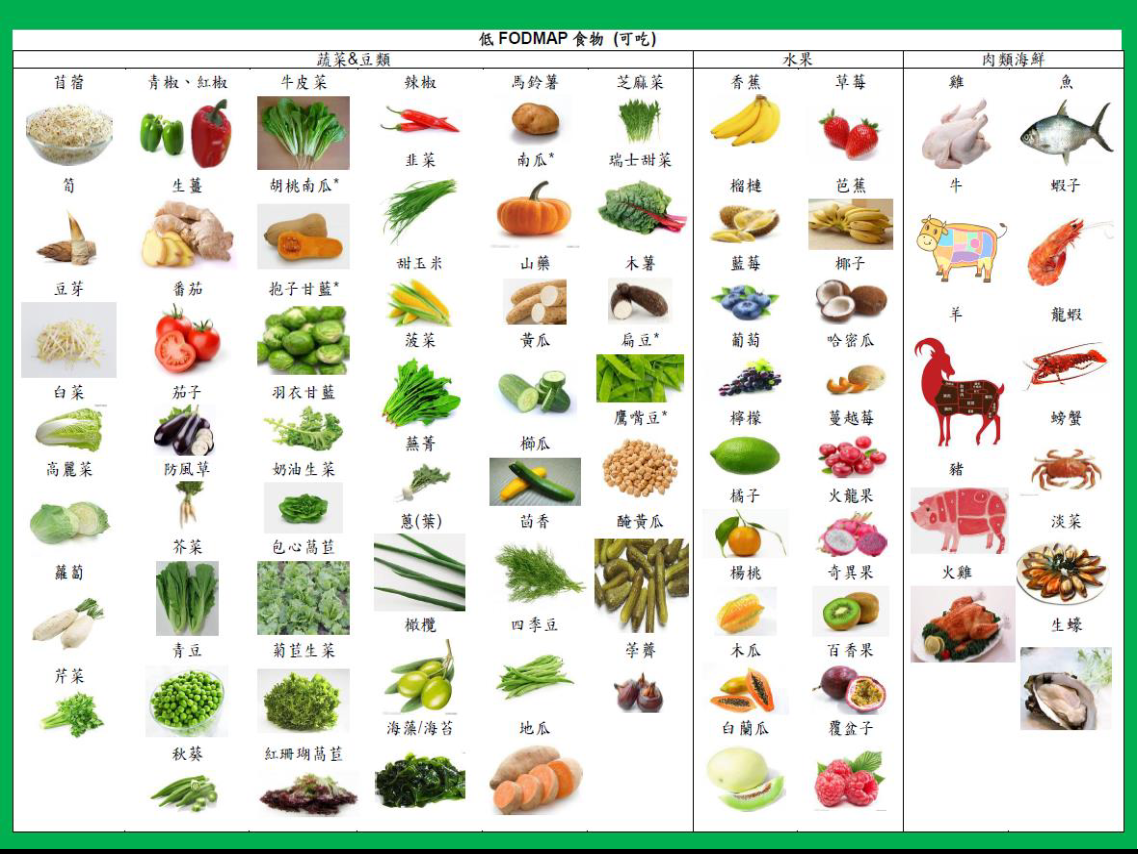 低 FODMAP 食物 (可吃)
蔬菜&豆類
水果
肉類海鮮
苜蓿
筍
豆芽
白菜
高麗菜
蘿蔔
芹菜
青椒、紅椒
生薑
番茄
茄子
防風草
芥菜
青豆
秋葵
牛皮菜
胡桃南瓜*
抱子甘藍*
羽衣甘藍
奶油生菜
包心萵苣
菊苣生菜
紅珊瑚萵苣
辣椒
韭菜
甜玉米
菠菜
蕪菁
蔥(葉)
橄欖
海藻/海苔
馬鈴薯
南瓜*
山藥
黃瓜
櫛瓜
茴香
四季豆
地瓜
芝麻菜
瑞士甜菜
木薯
扁豆*
鷹嘴豆*
醃黃瓜
荸薺
香蕉
榴槤
藍莓
葡萄
檸檬
橘子
楊桃
木瓜
白蘭瓜
草莓
芭蕉
椰子
哈密瓜
蔓越莓
火龍果
奇異果
百香果
覆盆子
雞
牛
羊
豬
火雞
魚
蝦子
龍蝦
螃蟹
淡菜
生蠔